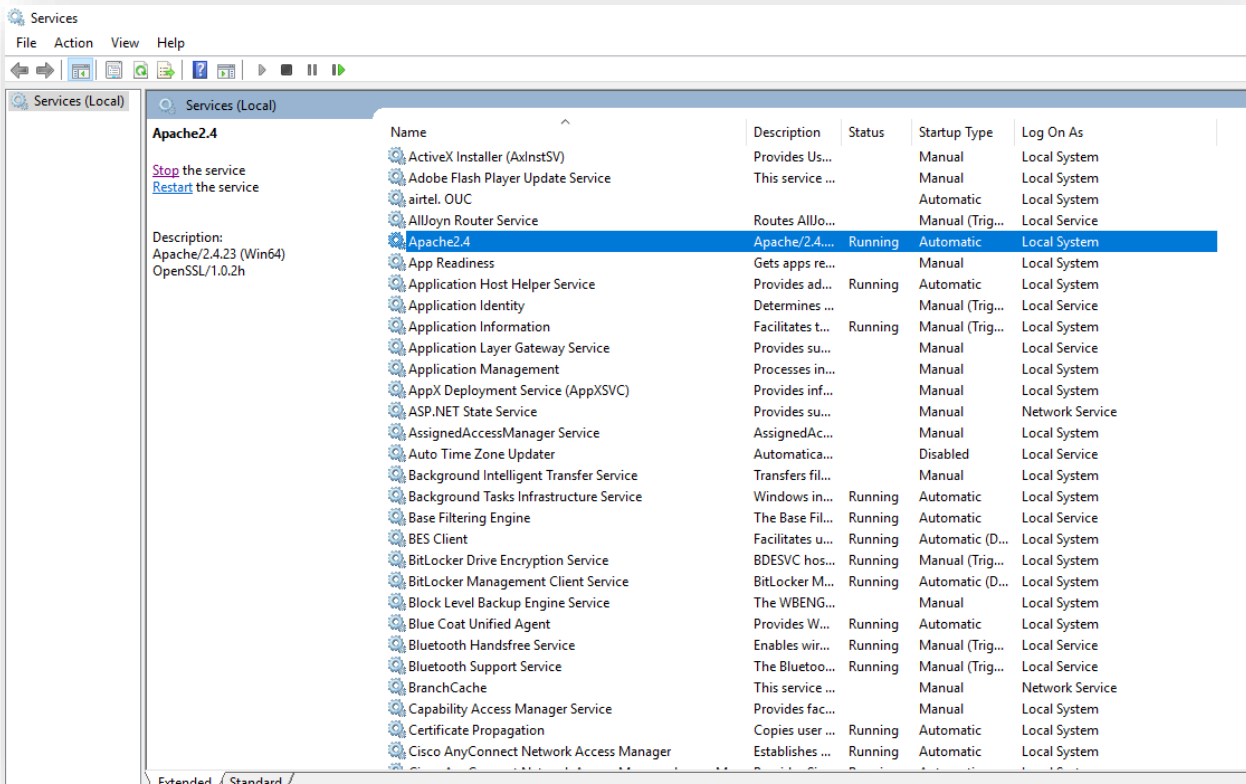 Services
File Action View Help
Services (Local)
Services (Local)
Apache2.4
Stop the service
Restart the service
Description:
Apache/2.4.23 (Win64)
OpenSSL/1.0.2h
Name Description Status Startup Type Log On As
ActiveX Installer (AxInstSV) Provides Us... Manual Local System
Adobe Flash Player Update Service This service ... Manual Local System
airtel. OUC Automatic Local System
AllJoyn Router Service Routes AllJo... Manual (Trig... Local Service
Apache2.4 Apache/2.4.... Running Automatic Local System
App Readiness Gets apps re... Manual Local System
Application Host Helper Service Provides ad... Running Automatic Local System
Application Identity Determines ... Manual (Trig... Local Service
Application Information Facilitates t... Running Manual (Trig... Local System
Application Layer Gateway Service Provides su... Manual Local Service
Application Management Processes in... Manual Local System
AppX Deployment Service (AppXSVC) Provides inf... Manual Local System
ASP.NET State Service Provides su... Manual Network Service
AssignedAccessManager Service AssignedAc... Manual Local System
Auto Time Zone Updater Automatica... Disabled Local Service
Background Intelligent Transfer Service Transfers fil... Manual Local System
Background Tasks Infrastructure Service Windows in... Running Automatic Local System
Base Filtering Engine The Base Fil... Running Automatic Local Service
BES Client Facilitates u... Running Automatic (D... Local System
BitLocker Drive Encryption Service BDESVC hos... Running Manual (Trig... Local System
BitLocker Management Client Service BitLocker M... Running Automatic (D... Local System
Block Level Backup Engine Service The WBENG... Manual Local System
Blue Coat Unified Agent Provides W... Running Automatic Local System
Bluetooth Handsfree Service Enables wir... Running Manual (Trig... Local Service
Bluetooth Support Service The Bluetoo... Running Manual (Trig... Local Service
BranchCache This service ... Manual Network Service
Capability Access Manager Service Provides fac... Manual Local System
Certificate Propagation Copies user ... Running Automatic Local System
Cisco AnyConnect Network Access Manager Establishes ... Running Automatic Local System
Extended Standard